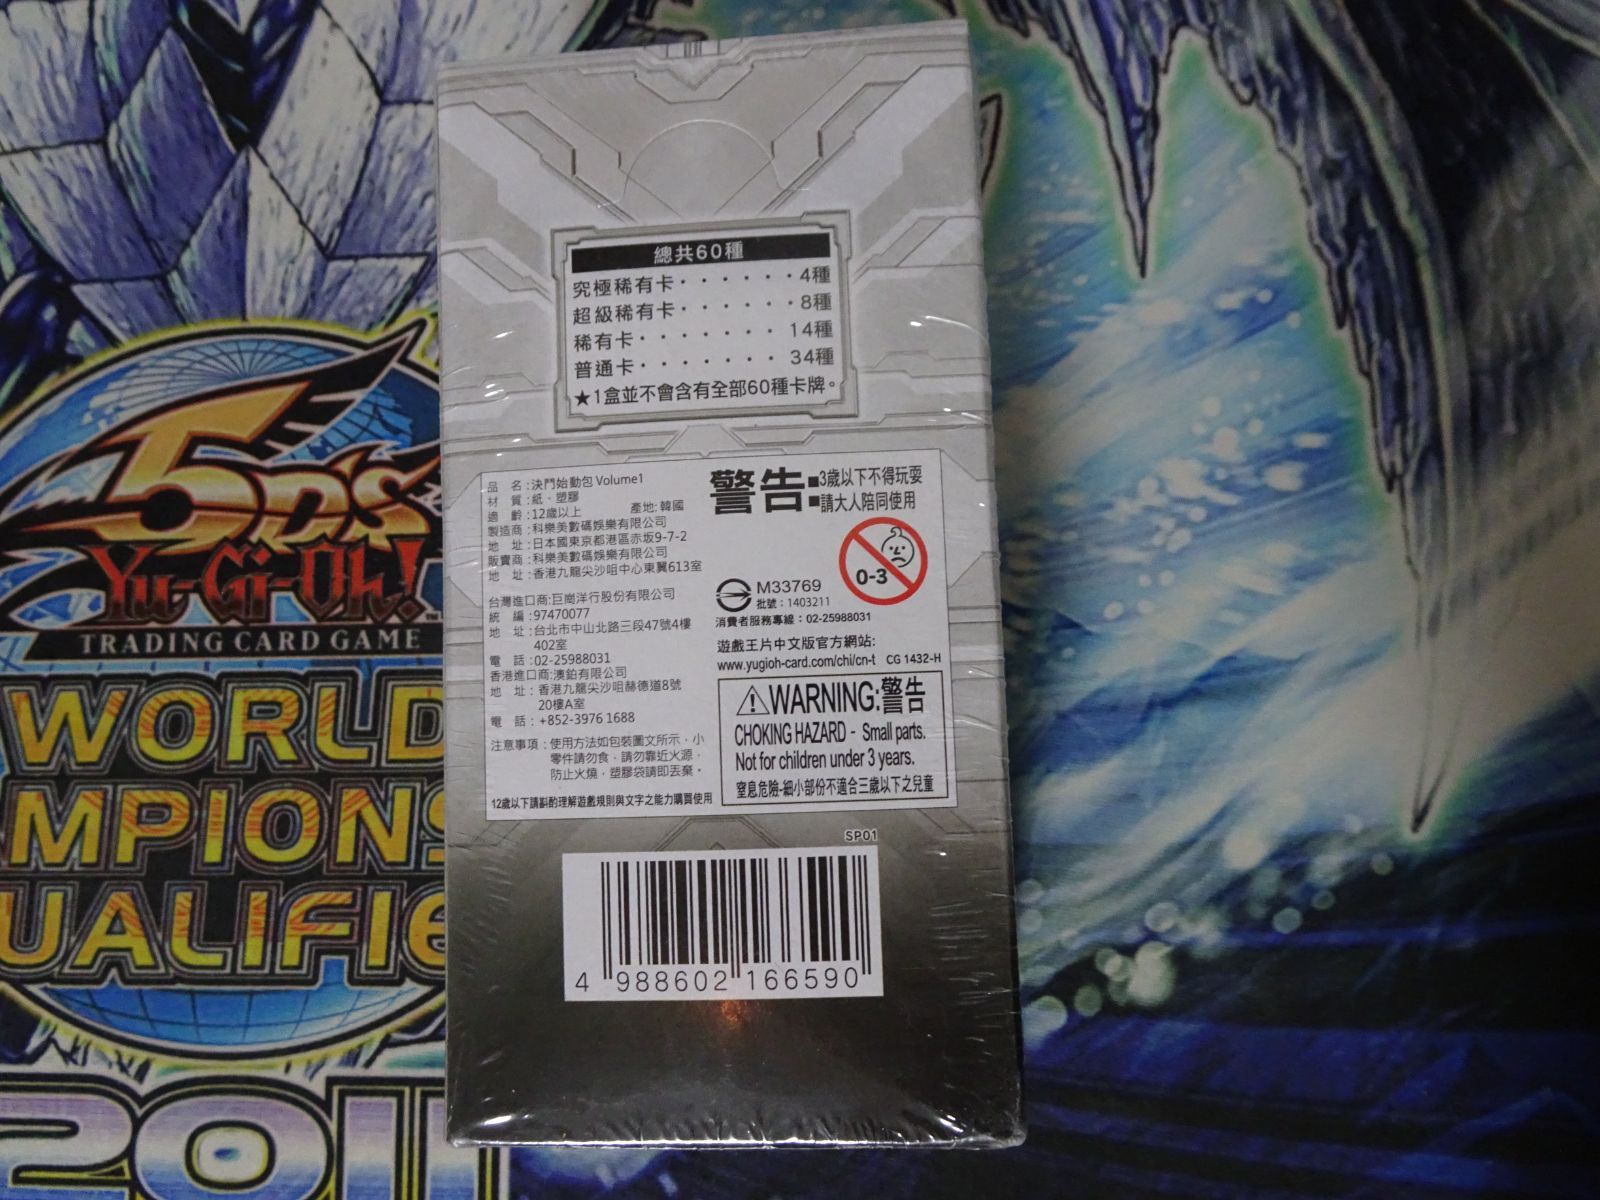 總共60種
究極稀有卡・・・・・・4種
超級稀有卡・・・・・・8種
稀有卡・・・・・・・14種
普通卡・・・・・・・34種
★1盒並不會含有全部60種卡牌。
品 名:決鬥始動包 Volume1
材 質:紙、塑膠
適 齡:12歲以上 產地:韓國
製造商:科樂美數碼娛樂有限公司
地 址:日本國東京都港區赤坂9-7-2
販賣商:科樂美數碼娛樂有限公司
地 址:香港九龍尖沙咀中心東翼613室
台灣進口商:巨崗洋行股份有限公司
統 編:97470077
地 址:台北市中山北路三段47號4樓
402室
電 話:02-25988031
香港進口商:澳鉑有限公司
地 址:香港九龍尖沙咀赫德道8號
20樓A室
電 話:+852-3976 1688
注意事項:使用方法如包裝圖文所示,小
零件請勿食,請勿靠近火源,
防止火燒,塑膠袋請即丟棄。
12歲以下請斟酌理解遊戲規則與文字之能力購買使用
警告:3歲以下不得玩耍
請大人陪同使用
0-3
M33769
批號:1403211
消費者服務專線:02-25988031
遊戲王片中文版官方網站:
www.yugioh-card.com/chi/cn-t CG 1432-H
⚠WARNING:警告
CHOKING HAZARD - Small parts.
Not for children under 3 years.
窒息危險-細小部份不適合三歲以下之兒童
SP01
4 988602 166590
5D's
Yu-Gi-Oh!
TRADING CARD GAME
WORLD
MPIONS
UALIFIE
2011